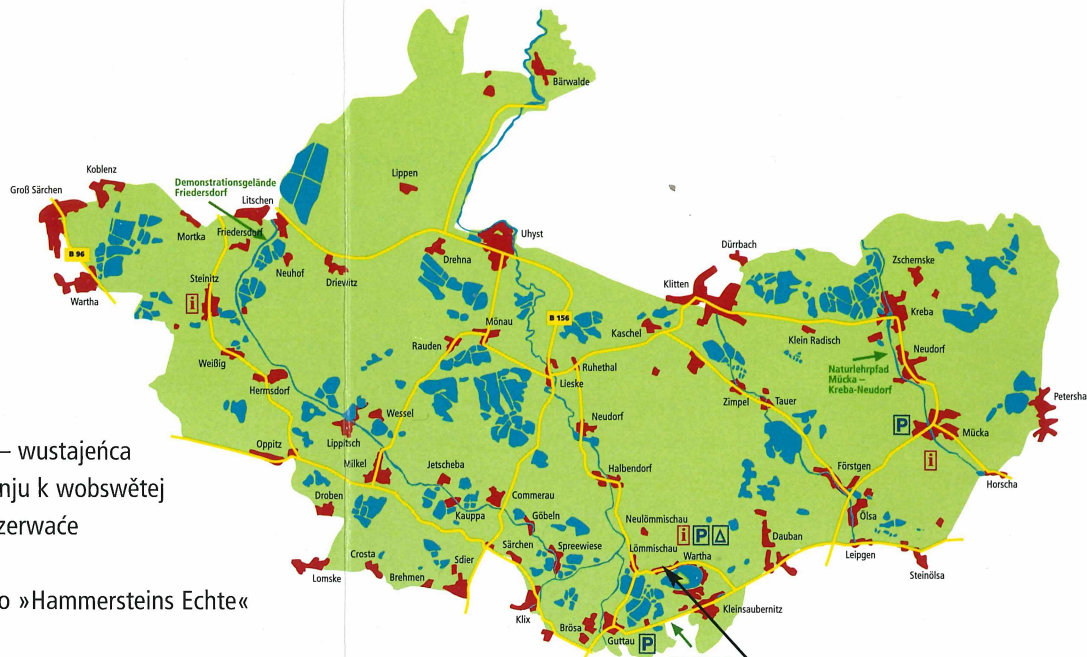 Bärwalde
Koblenz
Groß Särchen
Demonstrationsgelände
Friedersdorf
Lippen
Litschen
Mortka
Friedersdorf
Uhyst
B 96
Drehna
Dürrbach
Zschemske
Steinitz
Neuhof
Driewitz
Klitten
Wartha
i
Kreba
Mönau
B 156
Kaschel
Klein Radisch
Rauden
Neudorf
Weißig
Ruhethal
Naturlehrpfad
Mücka –
Kreba-Neudorf
Hermsdorf
Lieske
Zimpel
Tauer
Petersha
Wessel
Neudorf
P
Mücka
– wustajeńca
Oppitz
Lippitsch
i
Milkel
Jetscheba
Halbendorf
Förstgen
Horscha
nju k wobswětej
Droben
Commerau
Kauppa
Göbeln
Neulömmischau
Ölsa
zerwaće
i P
Dauban
Crosta
Sdier
Särchen
Spreewiese
Lömmischau
Wartha
Leipgen
Lomske
Brehmen
Steinölsa
o »Hammersteins Echte«
Klix
Kleinsaubernitz
Brösa
Guttau
P